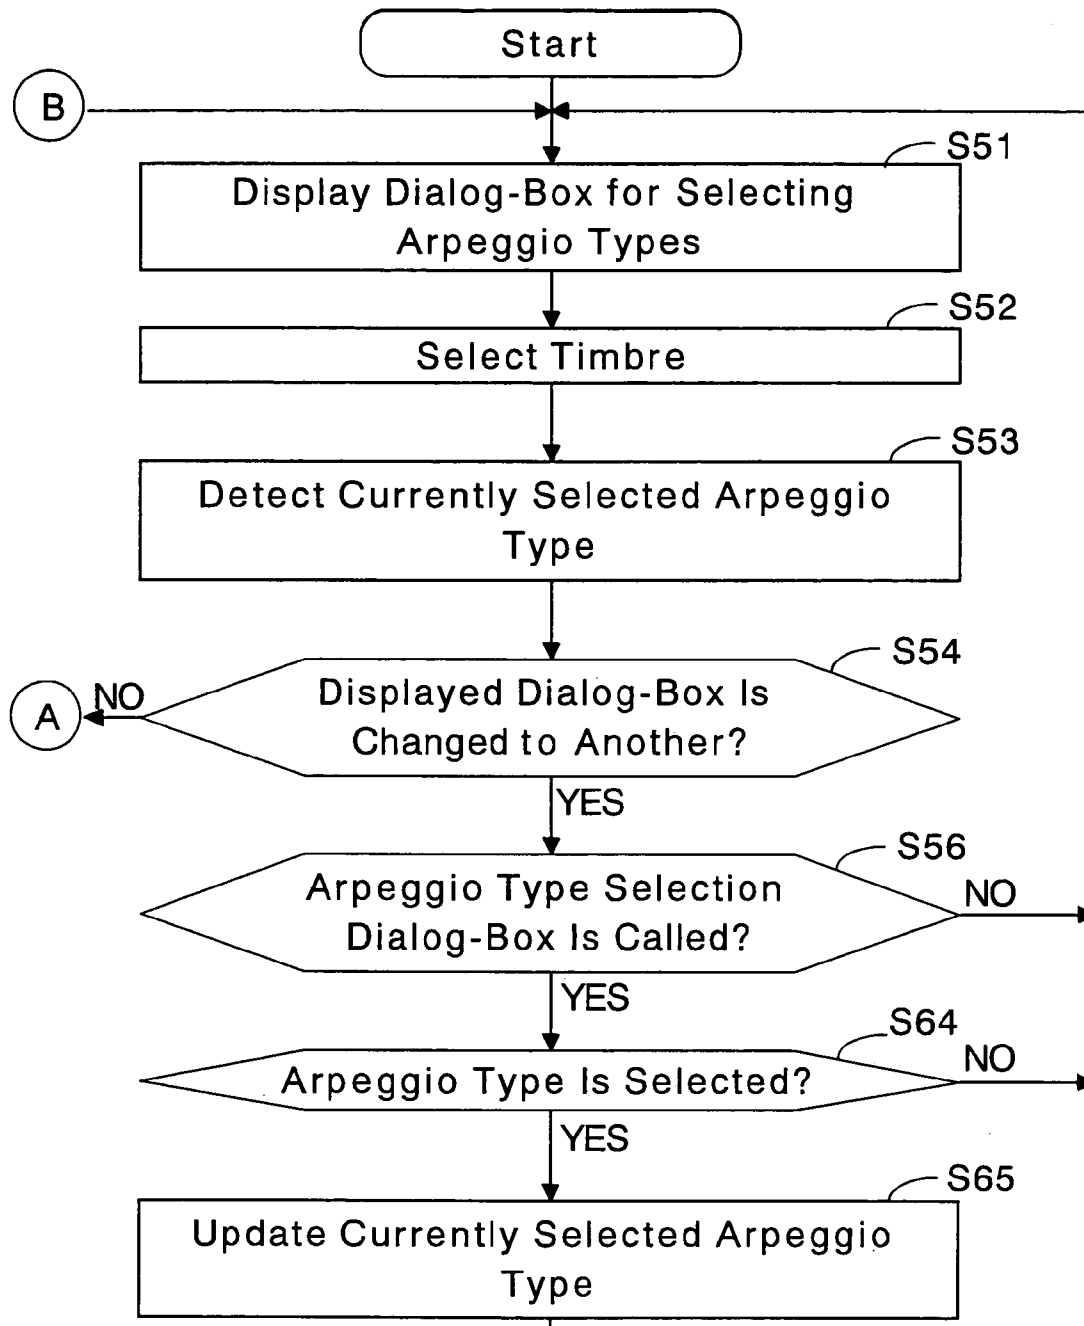 Start
B
S51
Display Dialog-Box for Selecting
Arpeggio Types
S52
Select Timbre
S53
Detect Currently Selected Arpeggio
Type
S54
Displayed Dialog-Box Is
Changed to Another?
NO
A
YES
S56
Arpeggio Type Selection
Dialog-Box Is Called?
NO
YES
S64
Arpeggio Type Is Selected?
NO
YES
S65
Update Currently Selected Arpeggio
Type